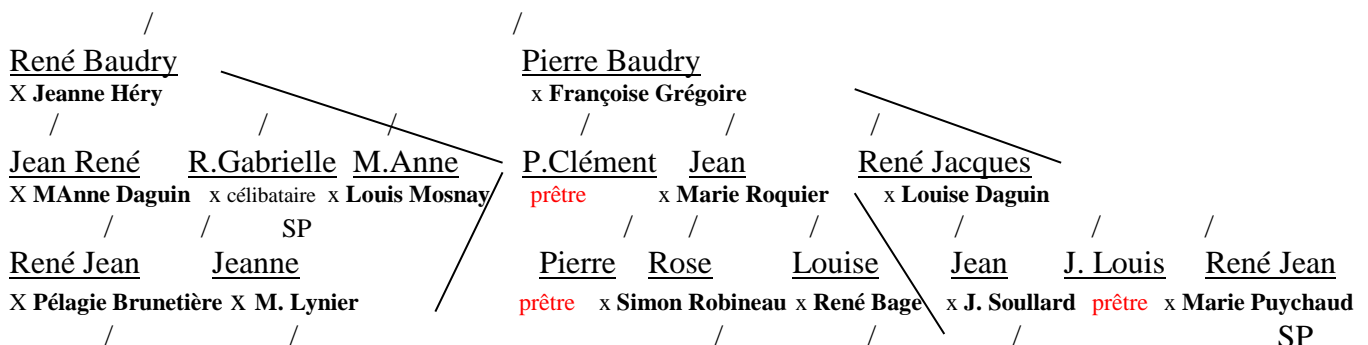 / /
René Baudry Pierre Baudry
X Jeanne Héry x Françoise Grégoire
/ / / / / /
Jean René R.Gabrielle M.Anne P.Clément Jean René Jacques
X MAnne Daguin x célibataire x Louis Mosnay prêtre x Marie Roquier x Louise Daguin
/ / SP / / / / / /
René Jean Jeanne Pierre Rose Louise Jean J. Louis René Jean
X Pélagie Brunetière X M. Lynier prêtre x Simon Robineau x René Bage x J. Soullard prêtre x Marie Puychaud
/ / / / / SP